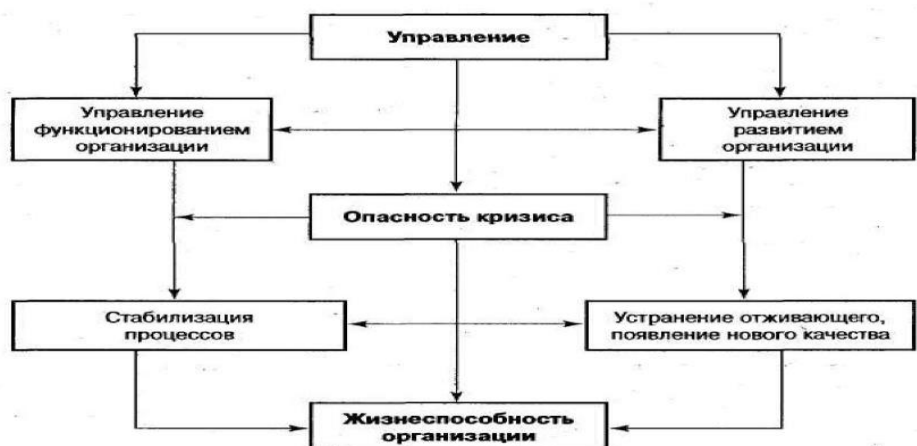 Управление
Управление
функционированием
организации
Управление
развитием
организации
Опасность кризиса
Стабилизация
процессов
Устранение отживающего,
появление нового качества
Жизнеспособность
организации